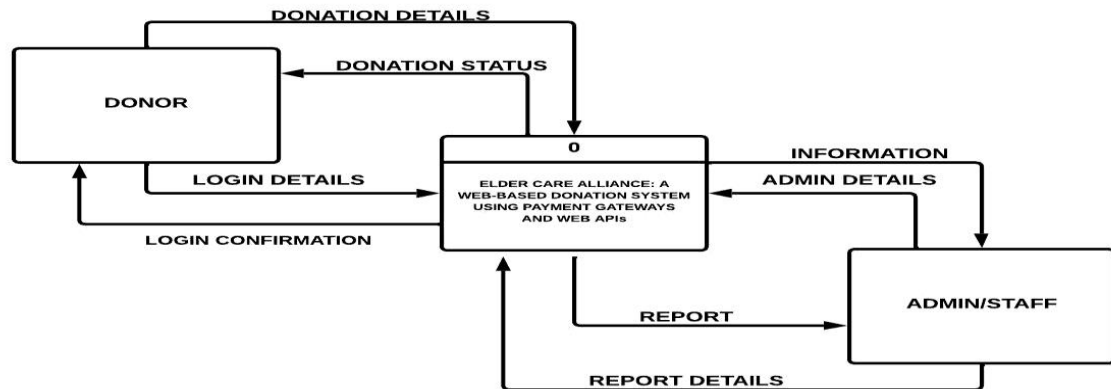 DONATION DETAILS
DONATION STATUS
DONOR
0
INFORMATION
LOGIN DETAILS
ADMIN DETAILS
ELDER CARE ALLIANCE: A
WEB-BASED DONATION SYSTEM
USING PAYMENT GATEWAYS
AND WEB APIs
LOGIN CONFIRMATION
ADMIN/STAFF
REPORT
REPORT DETAILS